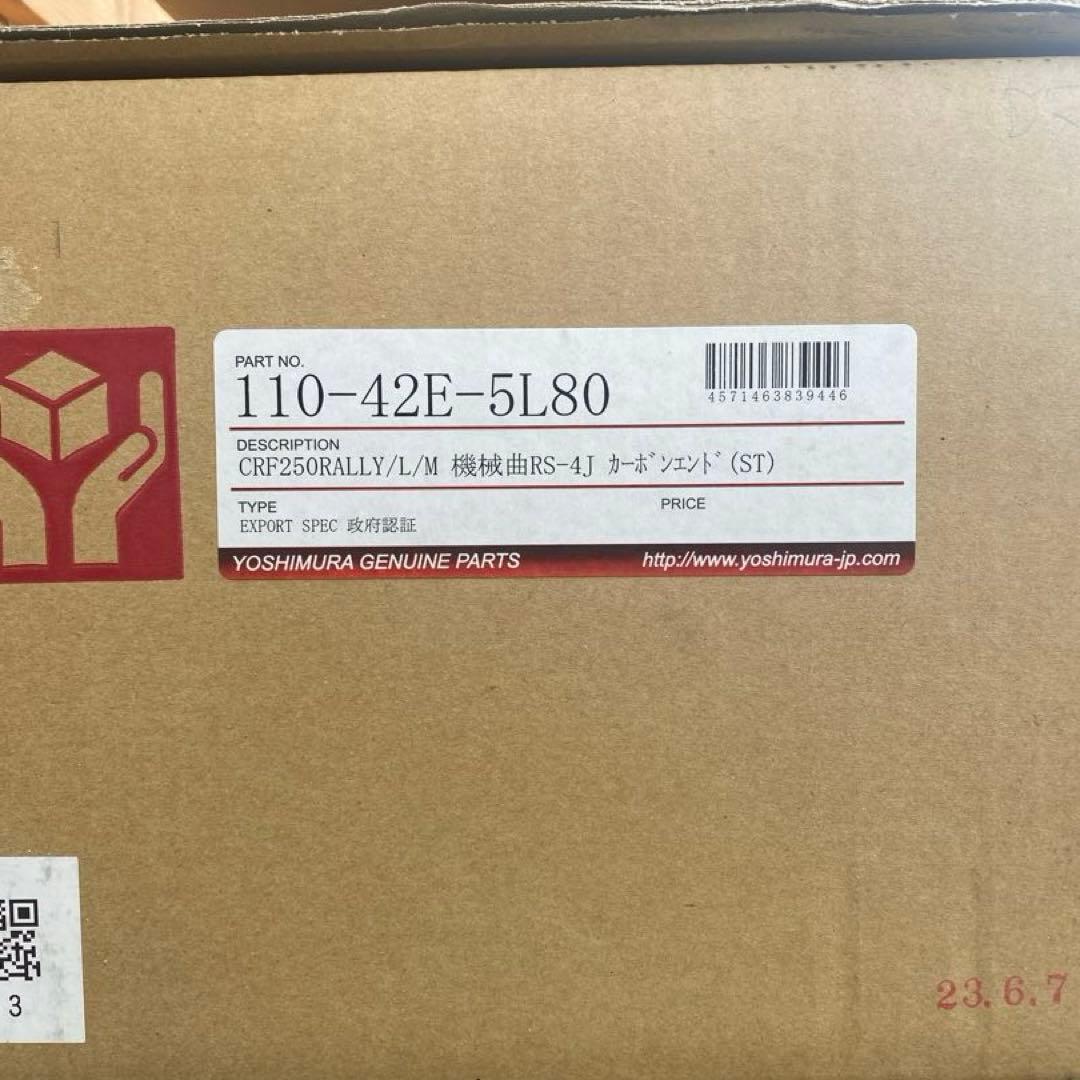 PART NO.
110-42E-5L80
4571463839446
DESCRIPTION
CRF250RALLY/L/M 機械曲RS-4J ｶｰﾎﾞﾝｴﾝﾄﾞ(ST)
TYPE
PRICE
EXPORT SPEC 政府認証
YOSHIMURA GENUINE PARTS
http://www.yoshimura-jp.com
3
23.6.7